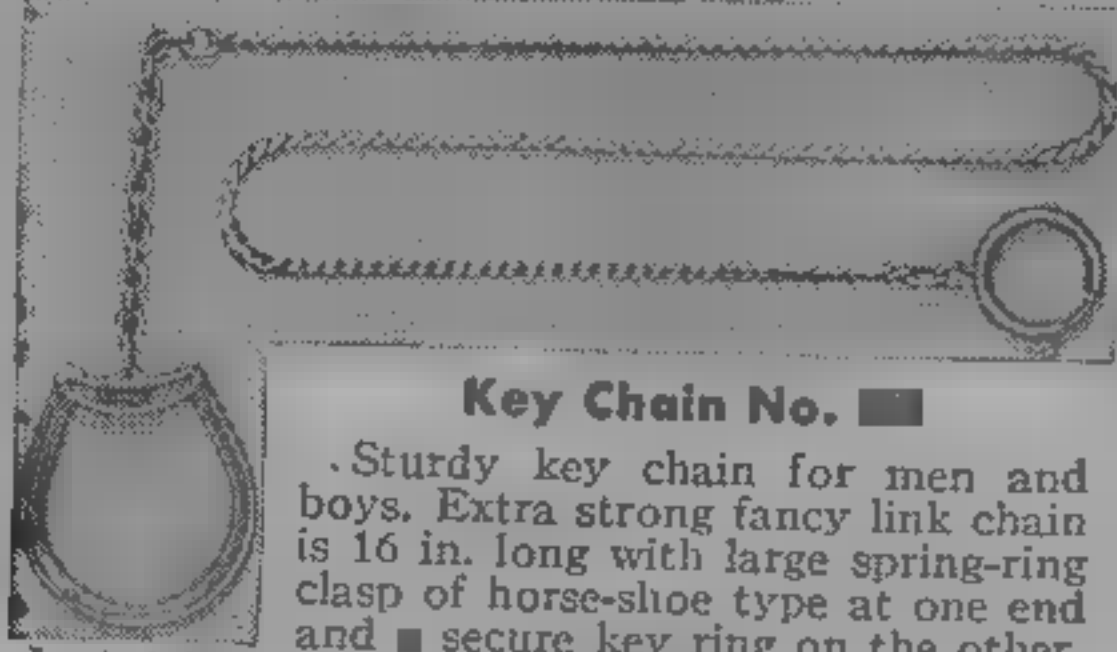 Key Chain No.
Sturdy key chain for men and
boys. Extra strong fancy link chain
is 16 in. long with large spring-ring
clasp of horse-shoe type at one end
and secure key ring on the other